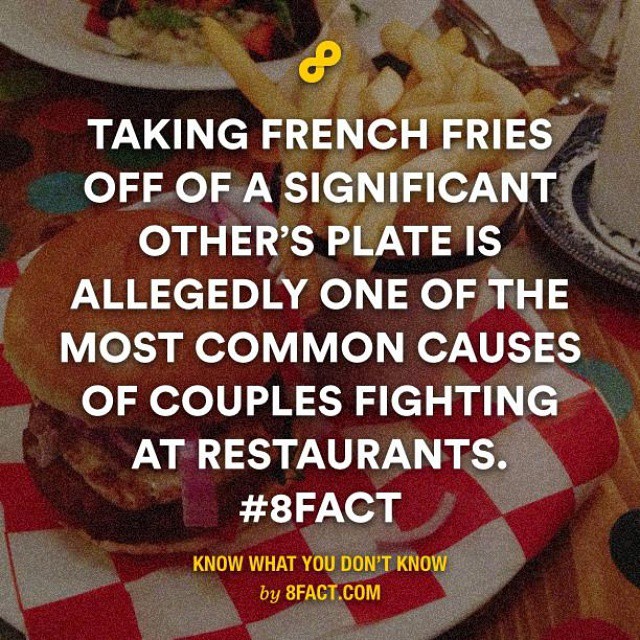 TAKING FRENCH FRIES
OFF OF A SIGNIFICANT
OTHER'S PLATE IS
ALLEGEDLY ONE OF THE
MOST COMMON CAUSES
OF COUPLES FIGHTING
AT RESTAURANTS.
#8FACT
KNOW WHAT YOU DON'T KNOW
by 8FACT.COM